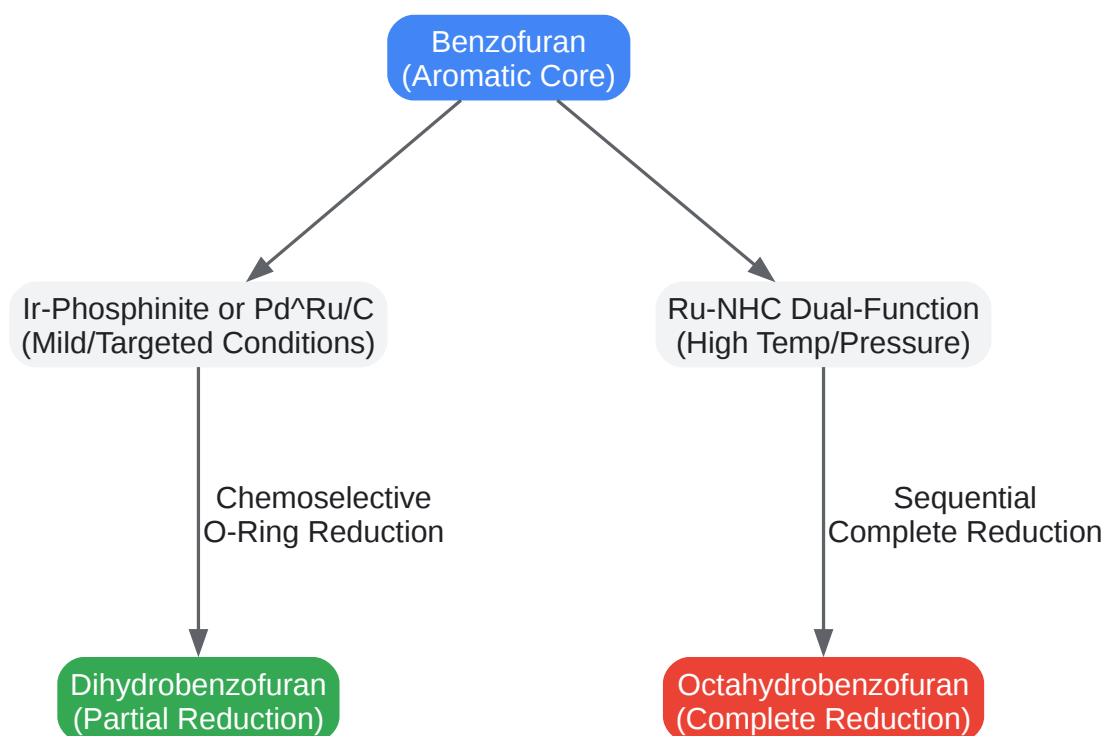 Benzofuran
(Aromatic Core)
Ir-Phosphinite or Pd^Ru/C
(Mild/Targeted Conditions)
Ru-NHC Dual-Function
(High Temp/Pressure)
Chemoselective
O-Ring Reduction
Sequential
Complete Reduction
Dihydrobenzofuran
(Partial Reduction)
Octahydrobenzofuran
(Complete Reduction)